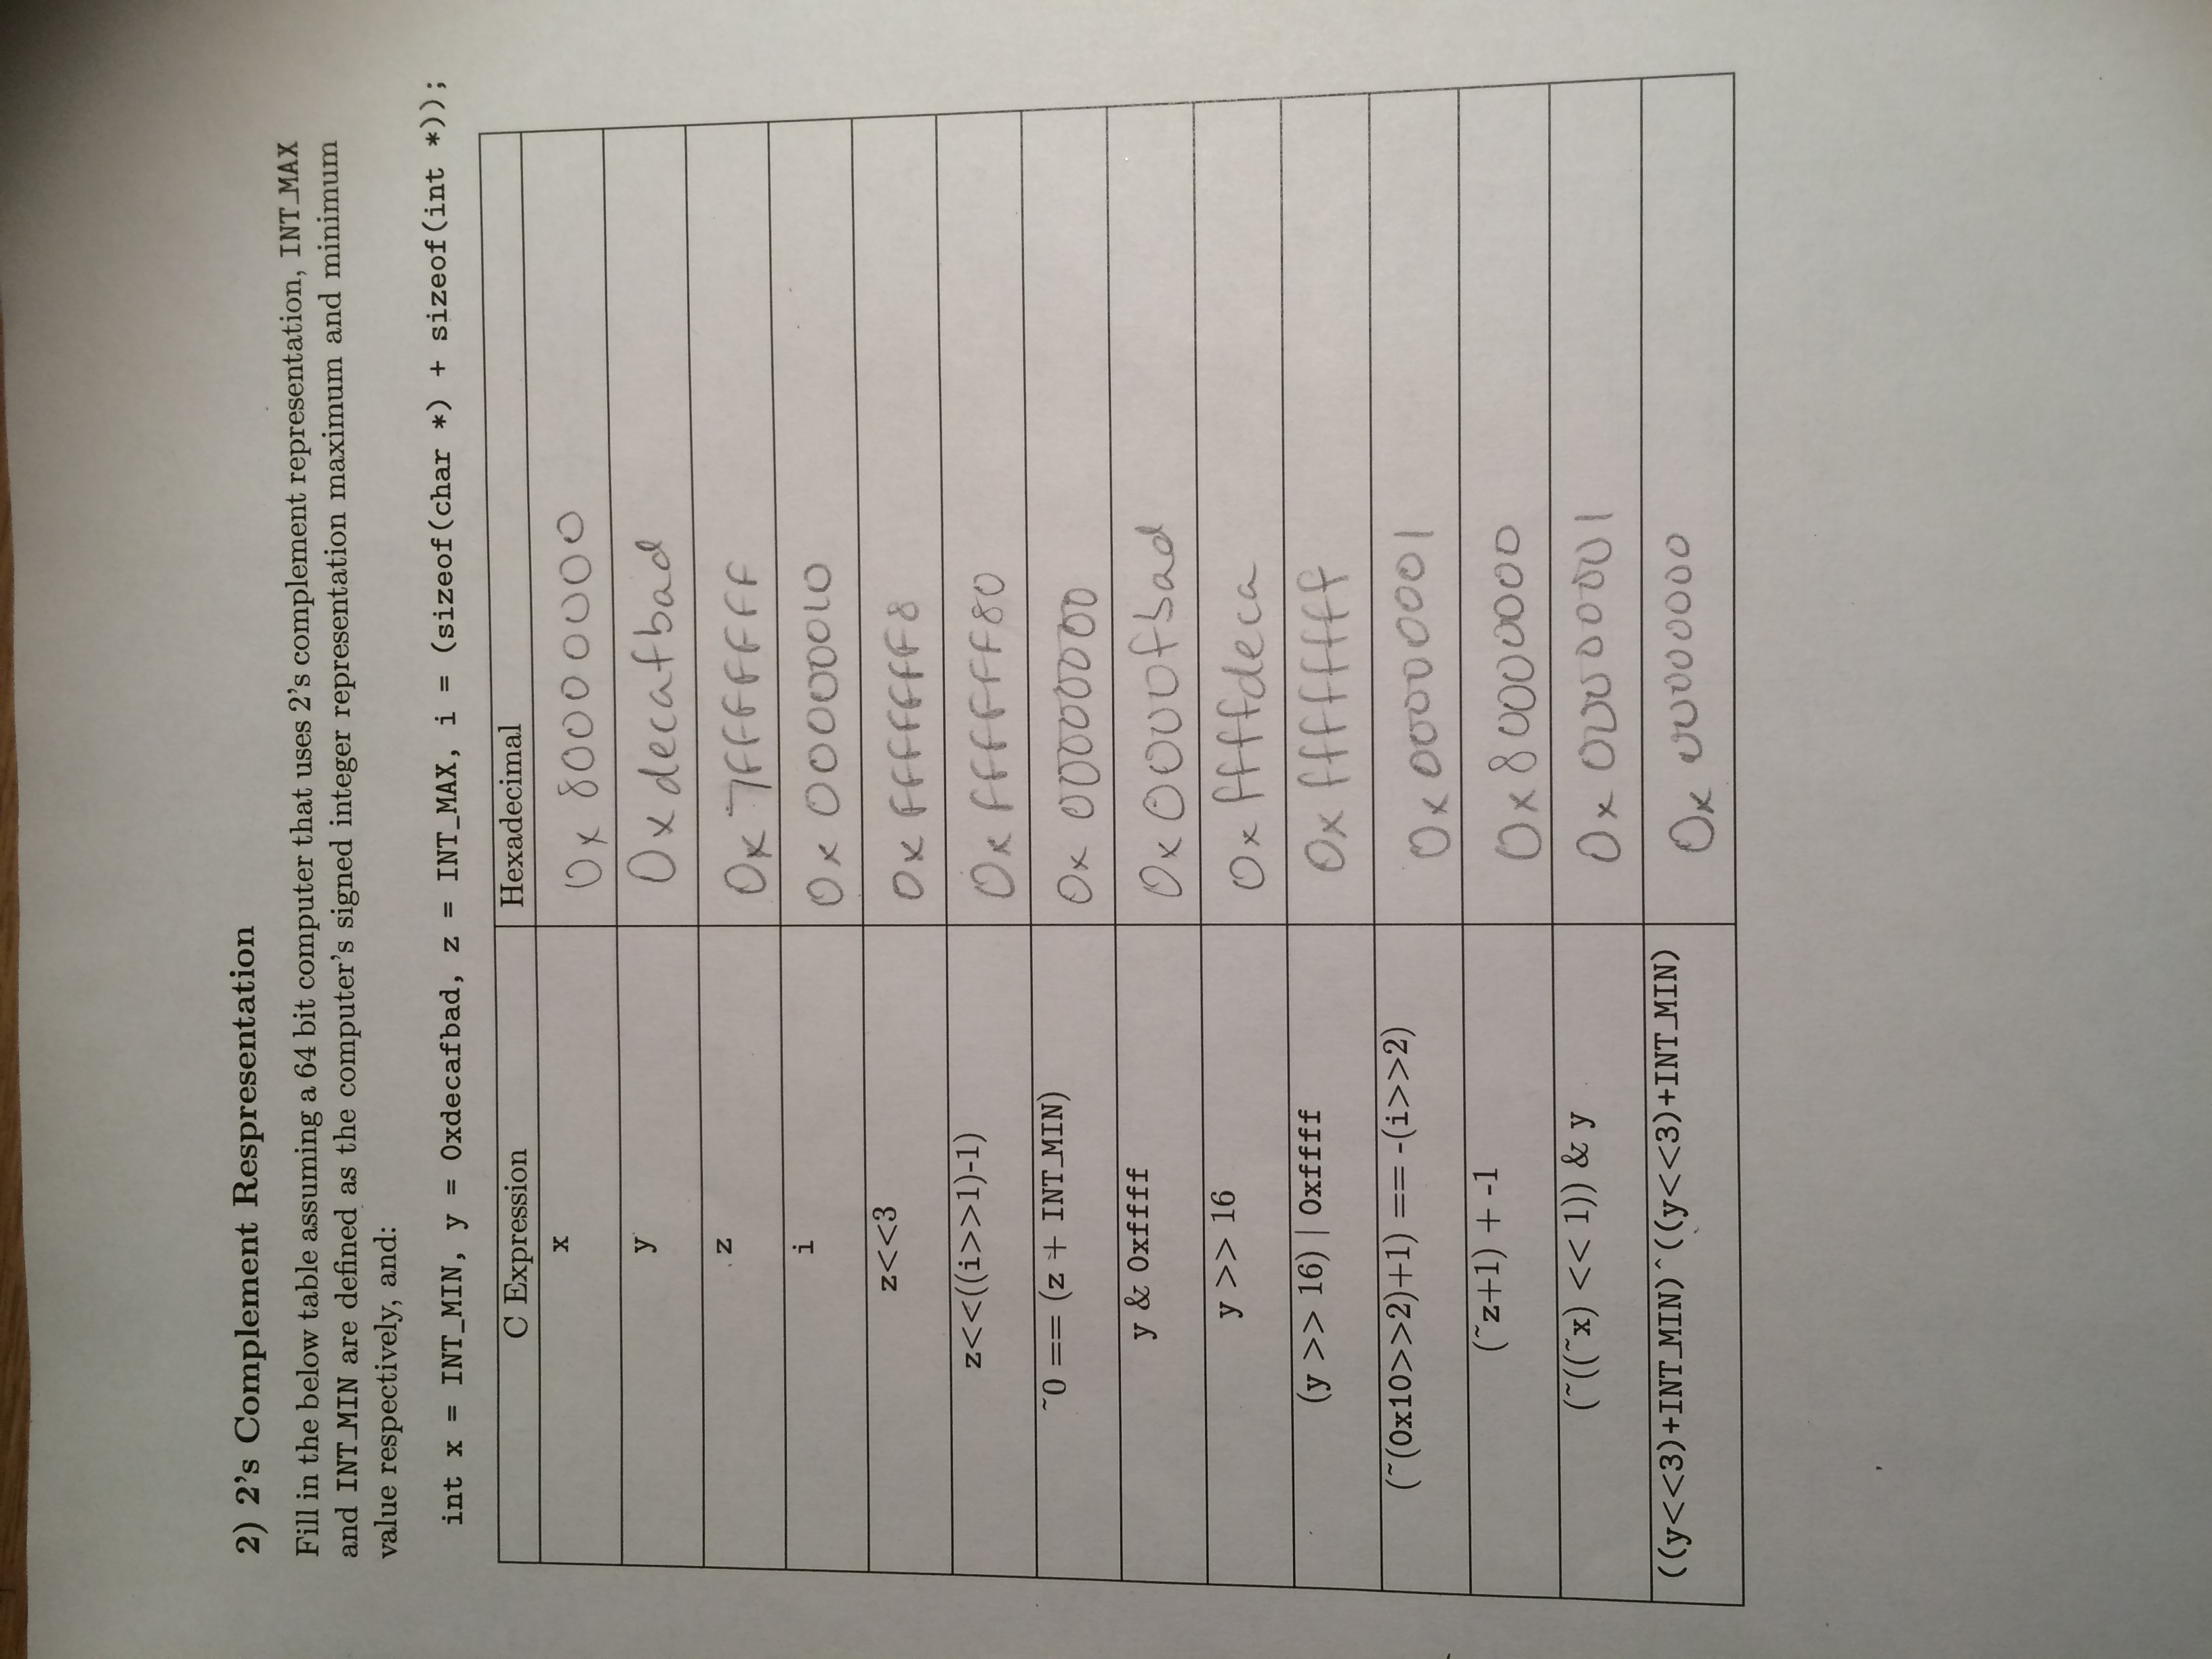 2) 2's Complement Respresentation
Fill in the below table assuming a 64 bit computer that uses 2's complement representation, INT_MAX
and INT_MIN are defined as the computer's signed integer representation maximum and minimum
value respectively, and:
int x = INT_MIN, y = 0xdecafbad, z = INT_MAX, i = (sizeof(char *) + sizeof(int *));
C Expression Hexadecimal
x 0x 80000000
y 0xdecafbad
z 0x 7fffffff
i 0x 00000010
z<<3 0x fffffff8
z<<((i>>1)-1) 0x ffffff80
~0 == (z + INT_MIN) 0x 00000000
y & 0xffff 0x0000fbad
y >> 16 0x ffffdeca
(y >> 16) | 0xffff 0x ffffffff
(~(0x10>>2)+1) == -(i>>2) 0x 00000001
(~z+1) + -1 0x 80000000
(~((~x) << 1)) & y 0x 00000001
((y<<3)+INT_MIN)^((y<<3)+INT_MIN) 0x 00000000